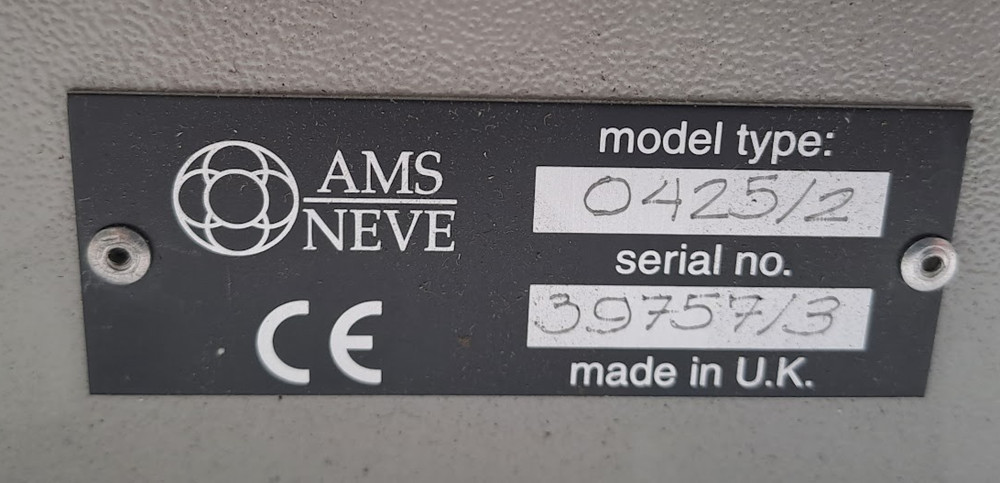 AMS
NEVE
CE
model type:
0425/2
serial no.
39757/3
made in U.K.